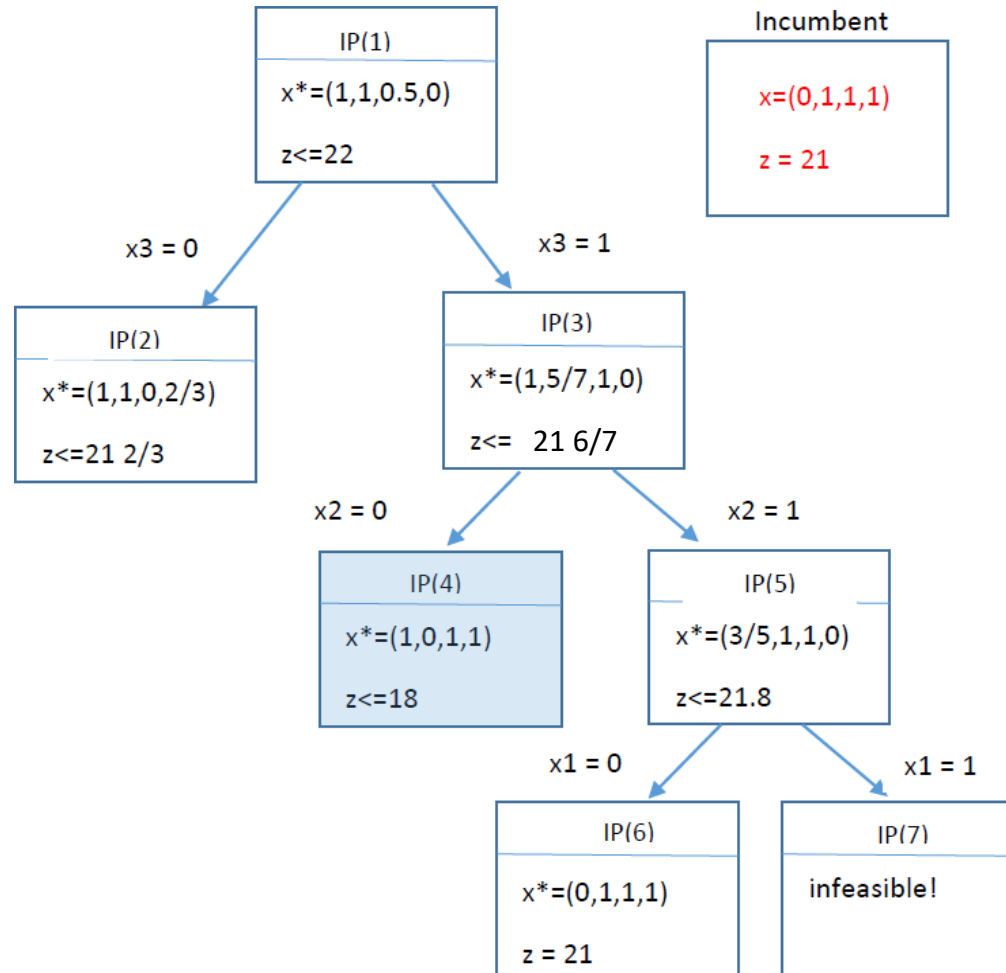 Incumbent
x=(0,1,1,1)
z = 21
IP(1)
x*=(1,1,0.5,0)
z<=22
x3 = 0
x3 = 1
IP(2)
x*=(1,1,0,2/3)
z<=21 2/3
IP(3)
x*=(1,5/7,1,0)
z<= 21 6/7
x2 = 0
x2 = 1
IP(4)
x*=(1,0,1,1)
z<=18
IP(5)
x*=(3/5,1,1,0)
z<=21.8
x1 = 0
x1 = 1
IP(6)
x*=(0,1,1,1)
z = 21
IP(7)
infeasible!